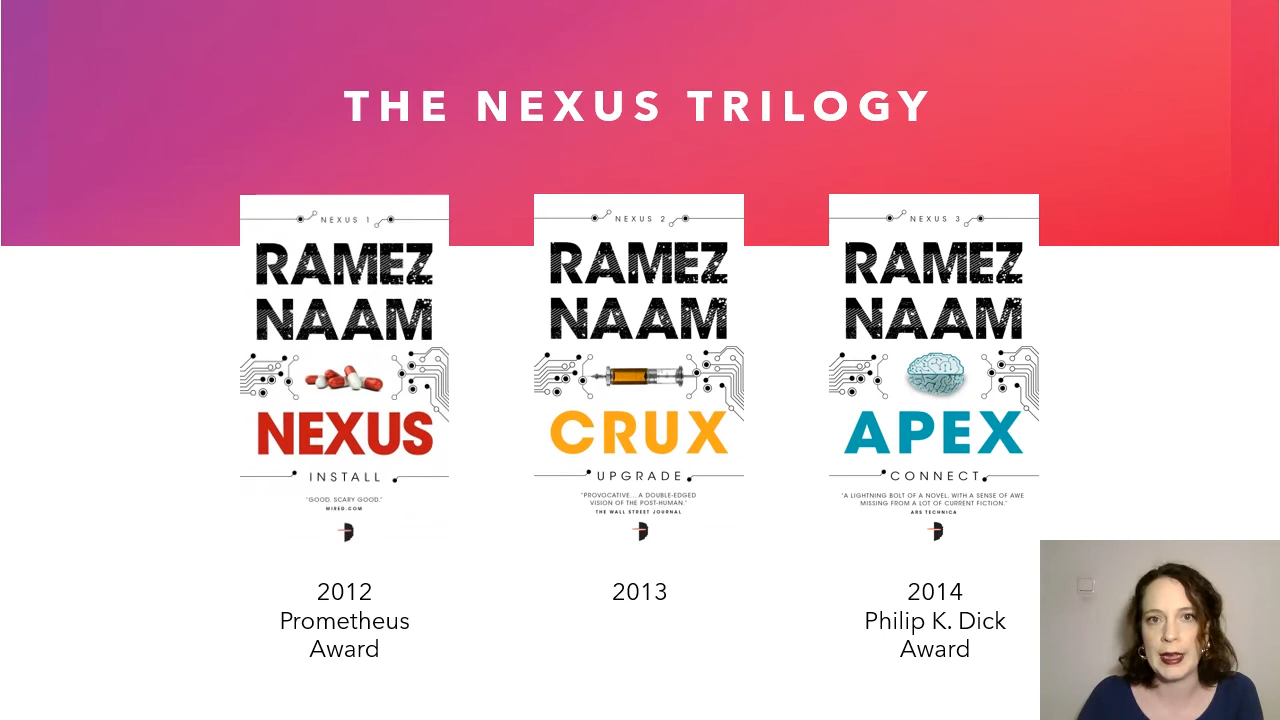 THE NEXUS TRILOGY
NEXUS 1
RAMEZ
NAAM
NEXUS
INSTALL
"GOOD. SCARY GOOD."
WIRED.COM
2012
Prometheus
Award
NEXUS 2
RAMEZ
NAAM
CRUX
UPGRADE
"PROVOCATIVE... A DOUBLE-EDGED
VISION OF THE POST-HUMAN."
THE WALL STREET JOURNAL
2013
NEXUS 3
RAMEZ
NAAM
APEX
CONNECT
"A LIGHTNING BOLT OF A NOVEL, WITH A SENSE OF AWE
MISSING FROM A LOT OF CURRENT FICTION."
ARS TECHNICA
2014
Philip K. Dick
Award